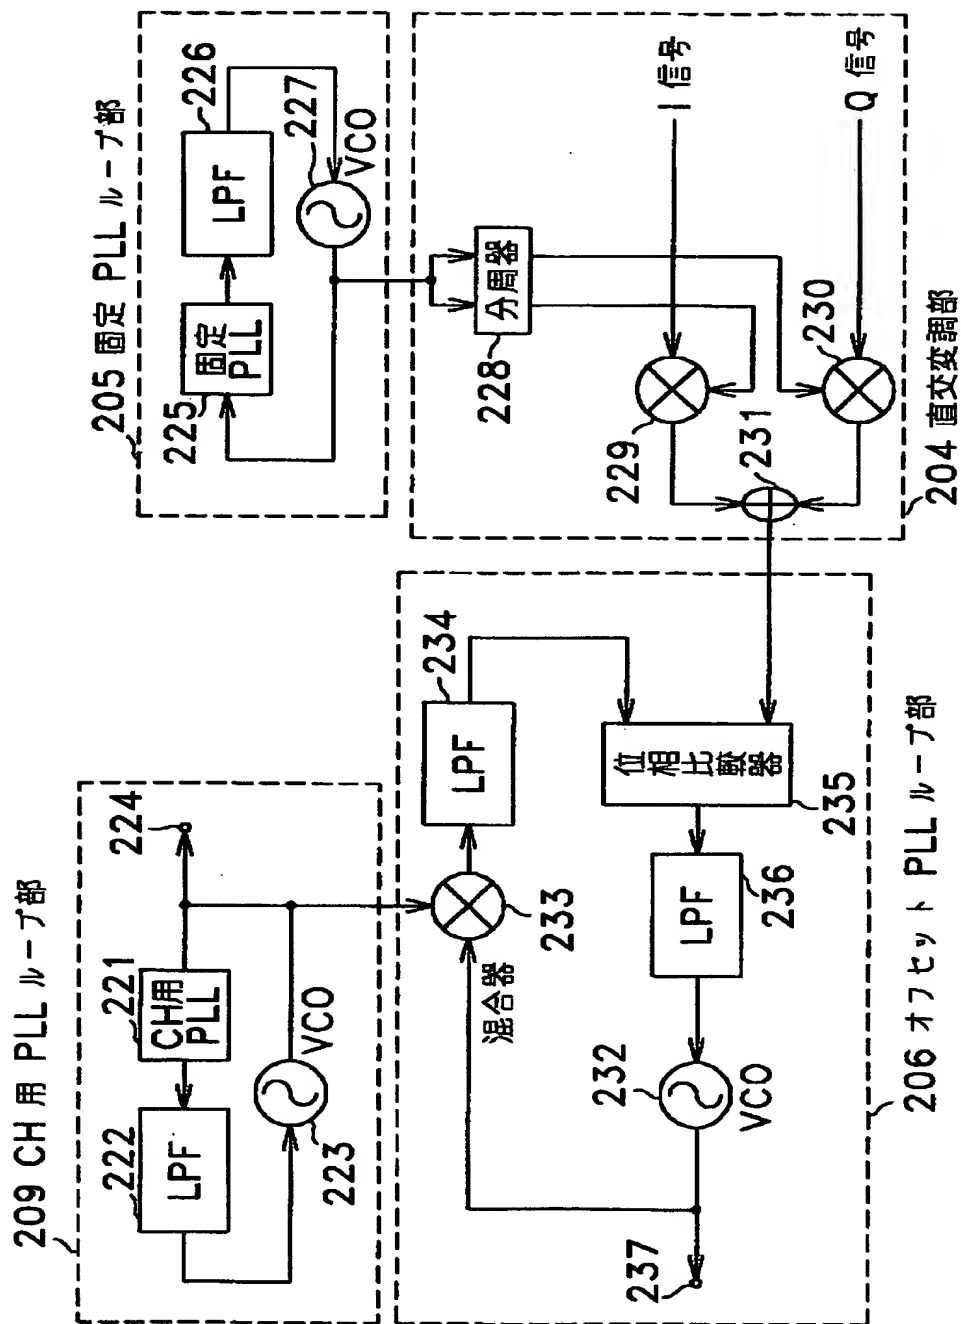 209 CH用 PLL ループ部
222
LPF
221
CH用
PLL
224
223
VCO
205 固定 PLL ループ部
225
固定
PLL
226
LPF
227
VCO
206 オフセット PLL ループ部
混合器
233
234
LPF
位相比較器
235
236
LPF
232
VCO
237
204 直交変調部
228
分周器
229
230
231
I 信号
Q 信号